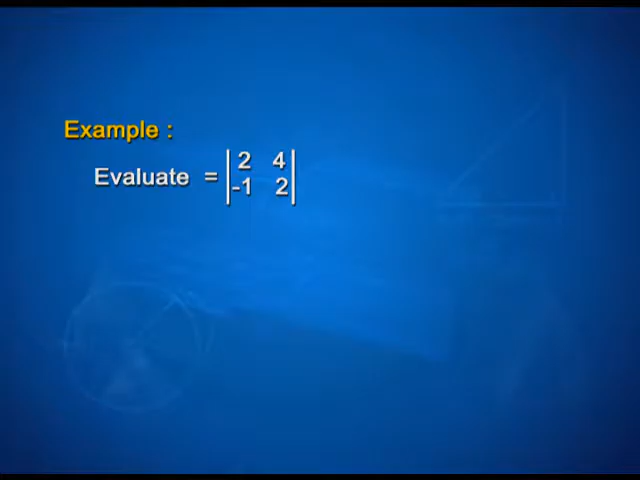 Example :
Evaluate = | 2 4 |
| -1 2 |